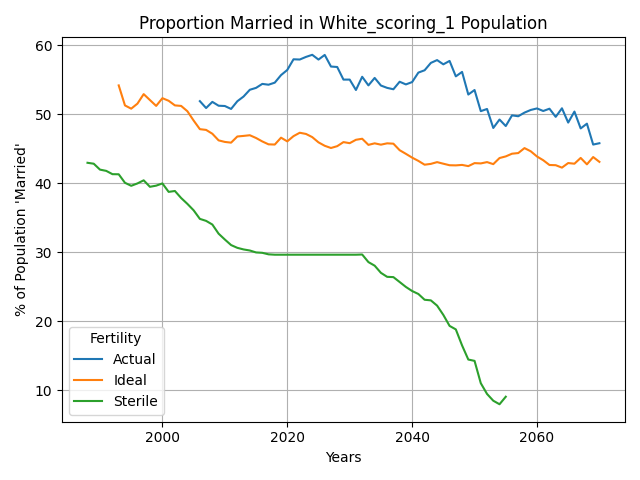 Proportion Married in White_scoring_1 Population
% of Population 'Married'
60
50
40
30
20
10
Fertility
Actual
Ideal
Sterile
2000
2020
2040
2060
Years